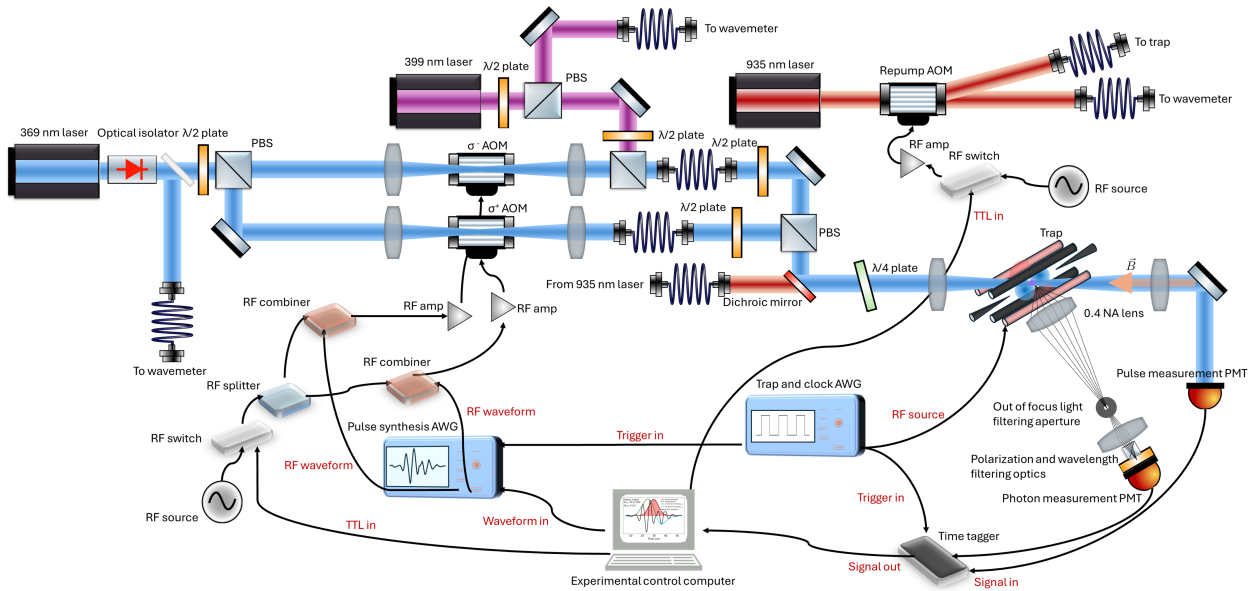 To wavemeter
399 nm laser
λ/2 plate
PBS
935 nm laser
Repump AOM
To trap
To wavemeter
369 nm laser
Optical isolator
λ/2 plate
PBS
σ⁻ AOM
λ/2 plate
λ/2 plate
RF amp
RF switch
RF source
TTL in
σ⁺ AOM
λ/2 plate
PBS
Trap
B
λ/4 plate
From 935 nm laser
Dichroic mirror
0.4 NA lens
RF combiner
RF amp
RF amp
To wavemeter
RF splitter
RF combiner
Trap and clock AWG
Pulse measurement PMT
RF waveform
RF source
Out of focus light
filtering aperture
RF switch
Pulse synthesis AWG
Trigger in
RF waveform
Polarization and wavelength
filtering optics
Photon measurement PMT
RF source
TTL in
Waveform in
Trigger in
Time tagger
Signal out
Signal in
Experimental control computer